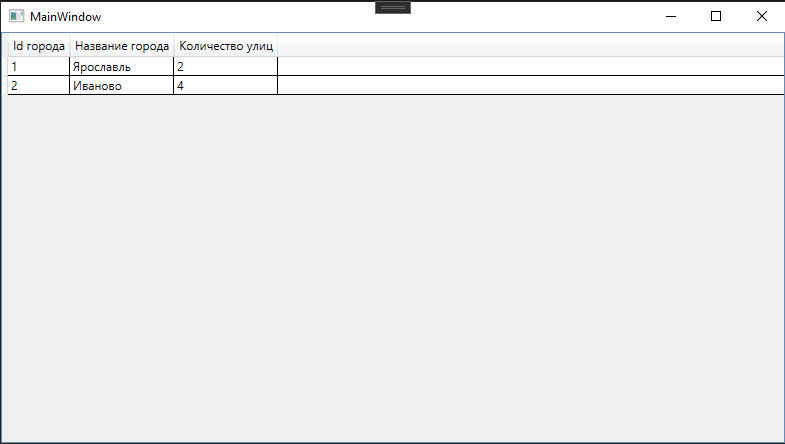 MainWindow
Id города Название города Количество улиц
1 Ярославль 2
2 Иваново 4